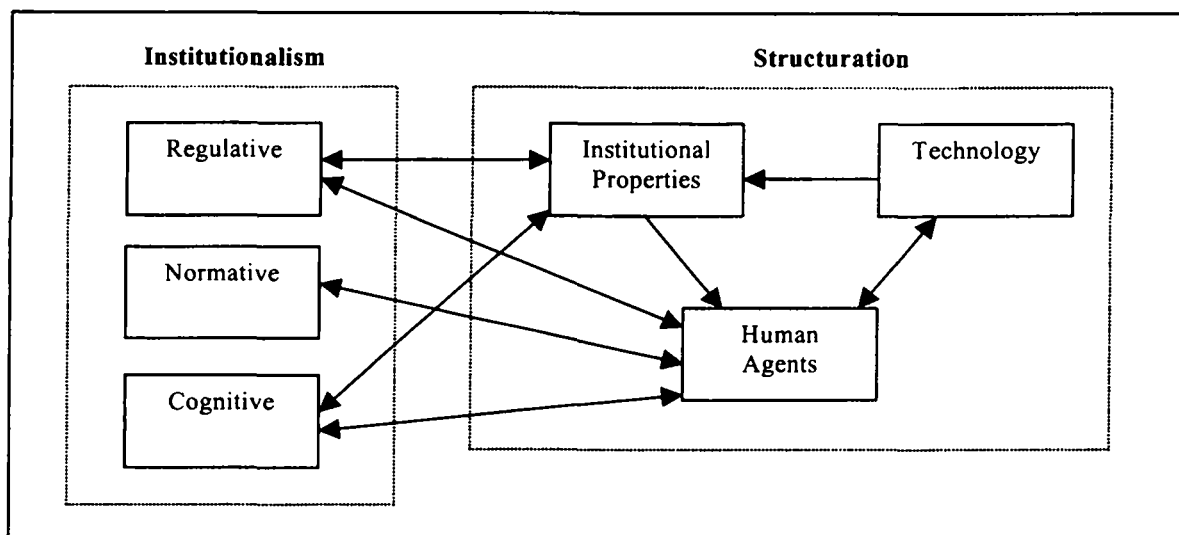 Institutionalism
Structuration
Regulative
Normative
Cognitive
Institutional
Properties
Technology
Human
Agents